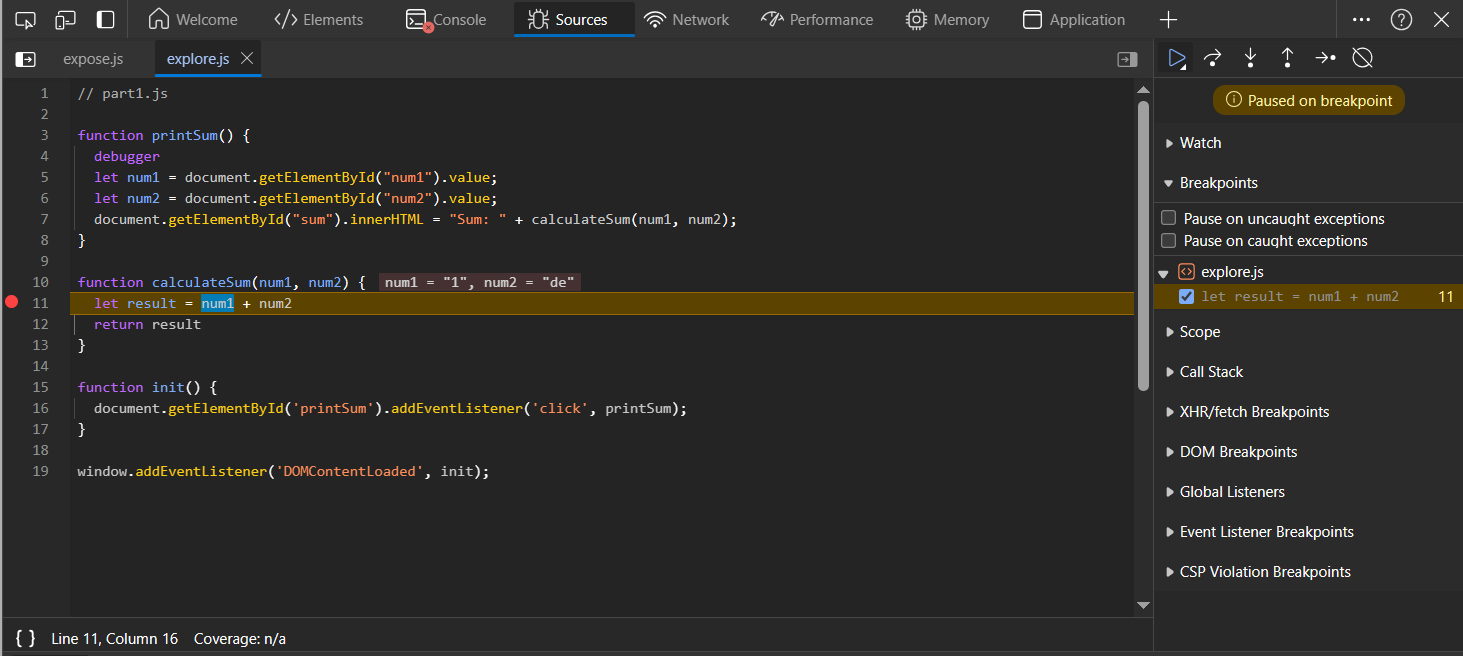 Welcome Elements Console Sources Network Performance Memory Application
expose.js explore.js
1 // part1.js
2
3 function printSum() {
4 debugger
5 let num1 = document.getElementById("num1").value;
6 let num2 = document.getElementById("num2").value;
7 document.getElementById("sum").innerHTML = "Sum: " + calculateSum(num1, num2);
8 }
9
10 function calculateSum(num1, num2) { num1 = "1", num2 = "de"
11 let result = num1 + num2
12 return result
13 }
14
15 function init() {
16 document.getElementById('printSum').addEventListener('click', printSum);
17 }
18
19 window.addEventListener('DOMContentLoaded', init);
{ } Line 11, Column 16 Coverage: n/a
Paused on breakpoint
Watch
Breakpoints
Pause on uncaught exceptions
Pause on caught exceptions
explore.js
let result = num1 + num2 11
Scope
Call Stack
XHR/fetch Breakpoints
DOM Breakpoints
Global Listeners
Event Listener Breakpoints
CSP Violation Breakpoints